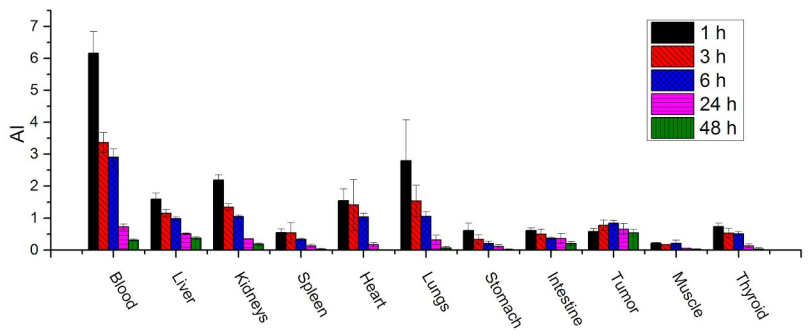 7
6
5
4
3
2
1
0
AI
1 h
3 h
6 h
24 h
48 h
Blood
Liver
Kidneys
Spleen
Heart
Lungs
Stomach
Intestine
Tumor
Muscle
Thyroid